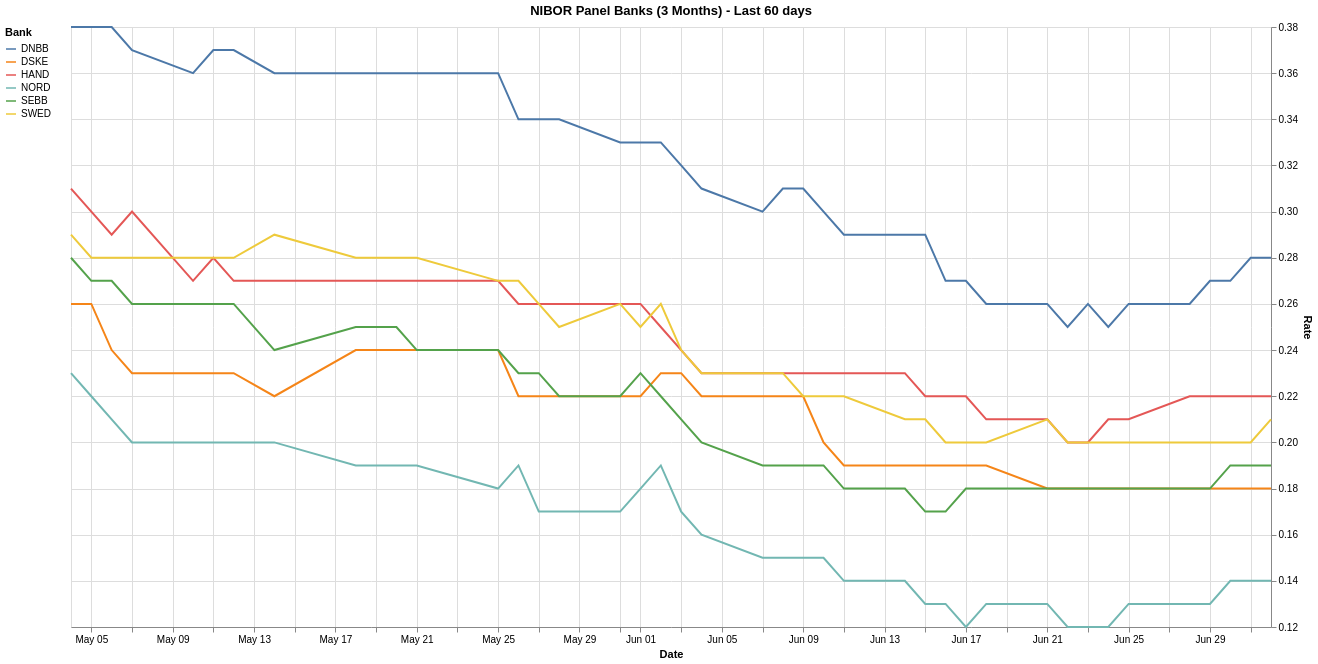 NIBOR Panel Banks (3 Months) - Last 60 days
Bank
DNBB
DSKE
HAND
NORD
SEBB
SWED
0.38
0.36
0.34
0.32
0.30
0.28
0.26
0.24
0.22
0.20
0.18
0.16
0.14
0.12
Rate
May 05 May 09 May 13 May 17 May 21 May 25 May 29 Jun 01 Jun 05 Jun 09 Jun 13 Jun 17 Jun 21 Jun 25 Jun 29
Date